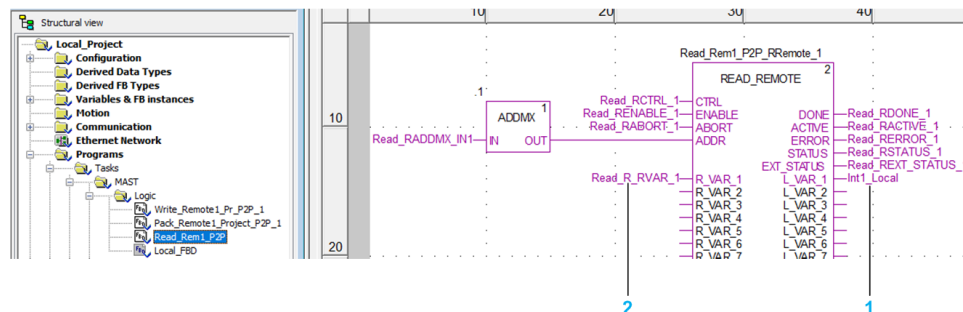 Structural view
Local_Project
Configuration
Derived Data Types
Derived FB Types
Variables & FB instances
Motion
Communication
Ethernet Network
Programs
Tasks
MAST
Logic
Write_Remote1_Pr_P2P_1
Pack_Remote1_Project_P2P_1
Read_Rem1_P2P
Local_FBD
10 20 30 40
10
20
Read_Rem1_P2P_RRemote_1
READ_REMOTE 2
.1
ADDMX 1
Read_RADDMX_IN1 IN OUT
Read_RCTRL_1 CTRL
Read_RENABLE_1 ENABLE DONE Read_RDONE_1
Read_RABORT_1 ABORT ACTIVE Read_RACTIVE_1
ADDR ERROR Read_RERROR_1
STATUS Read_RSTATUS_1
EXT_STATUS Read_REXT_STATUS_
Read_R_RVAR_1 R_VAR_1 L_VAR_1 Int1_Local
R_VAR_2 L_VAR_2
R_VAR_3 L_VAR_3
R_VAR_4 L_VAR_4
R_VAR_5 L_VAR_5
R_VAR_6 L_VAR_6
R_VAR_7 L_VAR_7
2 1